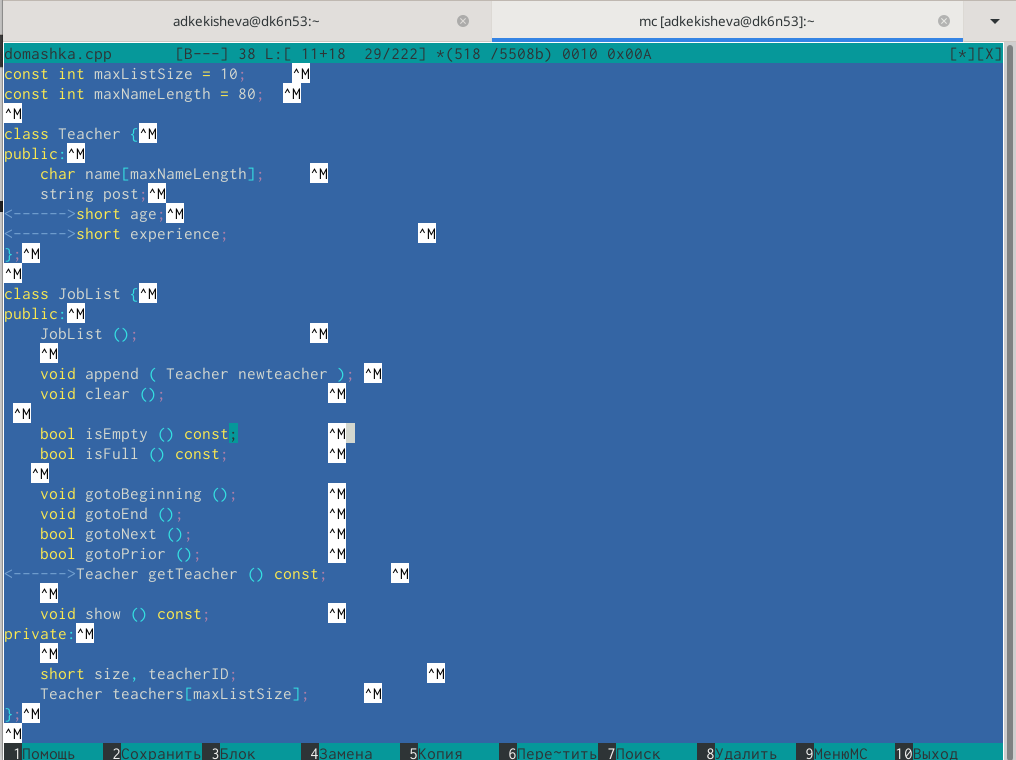 adkekisheva@dk6n53:~ mc [adkekisheva@dk6n53]:~
domashka.cpp [B---] 38 L:[ 11+18 29/222] *(518 /5508b) 0010 0x00A [*][X]
const int maxListSize = 10; ^M
const int maxNameLength = 80; ^M
^M
class Teacher {^M
public:^M
    char name[maxNameLength]; ^M
    string post;^M
<------>short age;^M
<------>short experience; ^M
};^M
^M
class JobList {^M
public:^M
    JobList (); ^M
    ^M
    void append ( Teacher newteacher ); ^M
    void clear (); ^M
 ^M
    bool isEmpty () const; ^M
    bool isFull () const; ^M
   ^M
    void gotoBeginning (); ^M
    void gotoEnd (); ^M
    bool gotoNext (); ^M
    bool gotoPrior (); ^M
<------>Teacher getTeacher () const; ^M
    ^M
    void show () const; ^M
private:^M
    ^M
    short size, teacherID; ^M
    Teacher teachers[maxListSize]; ^M
};^M
^M
1Помощь 2Сохранить 3Блок 4Замена 5Копия 6Пере~тить 7Поиск 8Удалить 9МенюМС 10Выход